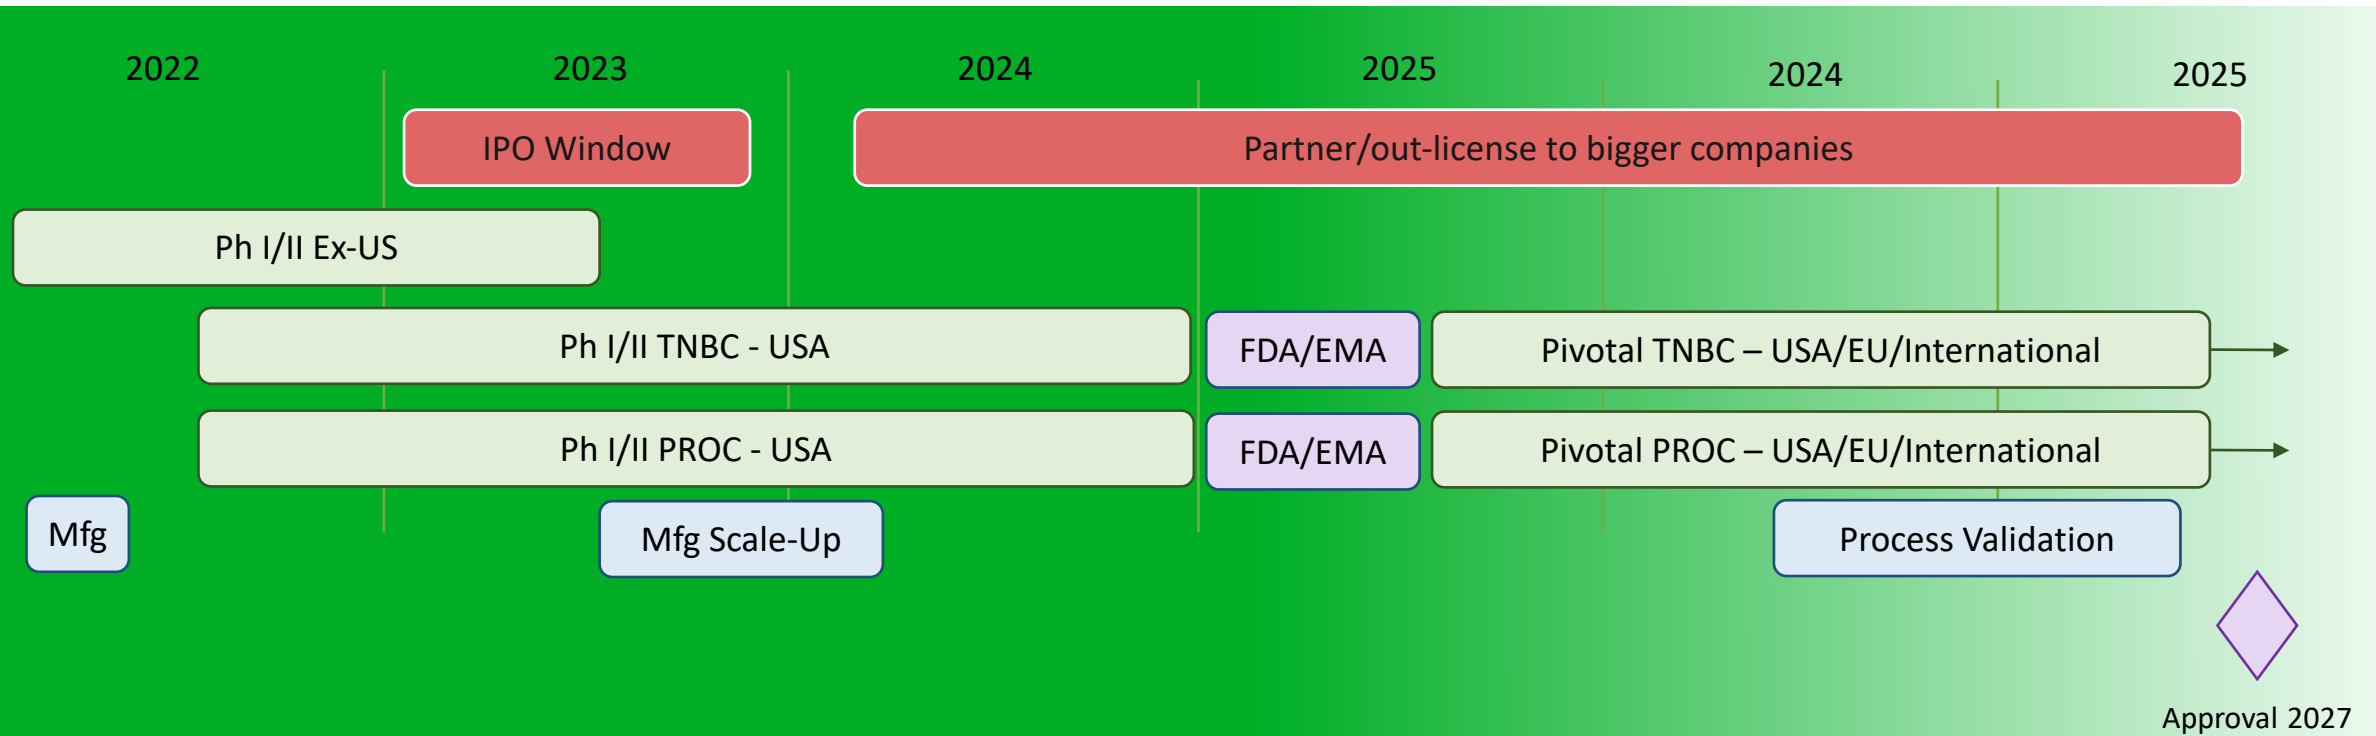 2022
2023
2024
2025
2024
2025
IPO Window
Partner/out-license to bigger companies
Ph I/II Ex-US
Ph I/II TNBC - USA
FDA/EMA
Pivotal TNBC – USA/EU/International
Ph I/II PROC - USA
FDA/EMA
Pivotal PROC – USA/EU/International
Mfg
Mfg Scale-Up
Process Validation
Approval 2027